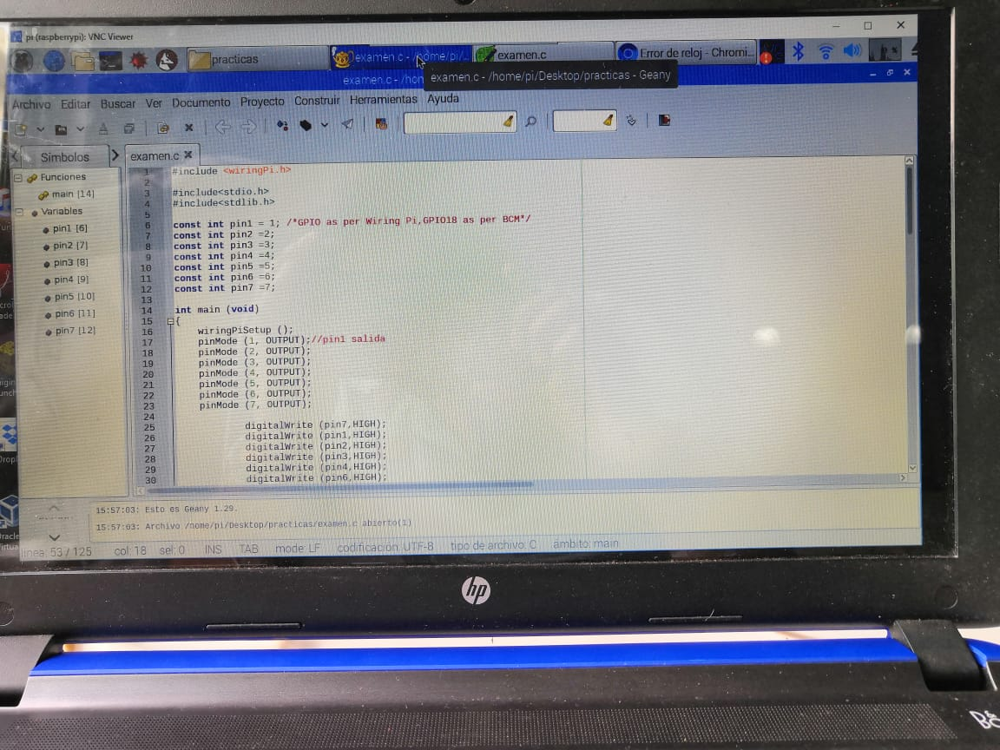 pi (raspberrypi): VNC Viewer
practicas
examen.c - /home/pi/...
examen.c
Error de reloj - Chromi...
examen.c - /hom
examen.c - /home/pi/Desktop/practicas - Geany
Archivo Editar Buscar Ver Documento Proyecto Construir Herramientas Ayuda
Símbolos
examen.c
Funciones
main [14]
Variables
pin1 [6]
pin2 [7]
pin3 [8]
pin4 [9]
pin5 [10]
pin6 [11]
pin7 [12]
1 #include <wiringPi.h>
2
3 #include<stdio.h>
4 #include<stdlib.h>
5
6 const int pin1 = 1; /*GPIO as per Wiring Pi,GPIO18 as per BCM*/
7 const int pin2 =2;
8 const int pin3 =3;
9 const int pin4 =4;
10 const int pin5 =5;
11 const int pin6 =6;
12 const int pin7 =7;
13
14 int main (void)
15 {
16 wiringPiSetup ();
17 pinMode (1, OUTPUT);//pin1 salida
18 pinMode (2, OUTPUT);
19 pinMode (3, OUTPUT);
20 pinMode (4, OUTPUT);
21 pinMode (5, OUTPUT);
22 pinMode (6, OUTPUT);
23 pinMode (7, OUTPUT);
24
25 digitalWrite (pin7,HIGH);
26 digitalWrite (pin1,HIGH);
27 digitalWrite (pin2,HIGH);
28 digitalWrite (pin3,HIGH);
29 digitalWrite (pin4,HIGH);
30 digitalWrite (pin6,HIGH);
15:57:03: Esto es Geany 1.29.
15:57:03: Archivo /home/pi/Desktop/practicas/examen.c abierto(1)
línea: 53 / 125 col: 18 sel: 0 INS TAB mode: LF codificación: UTF-8 tipo de archivo: C ámbito: main
hp